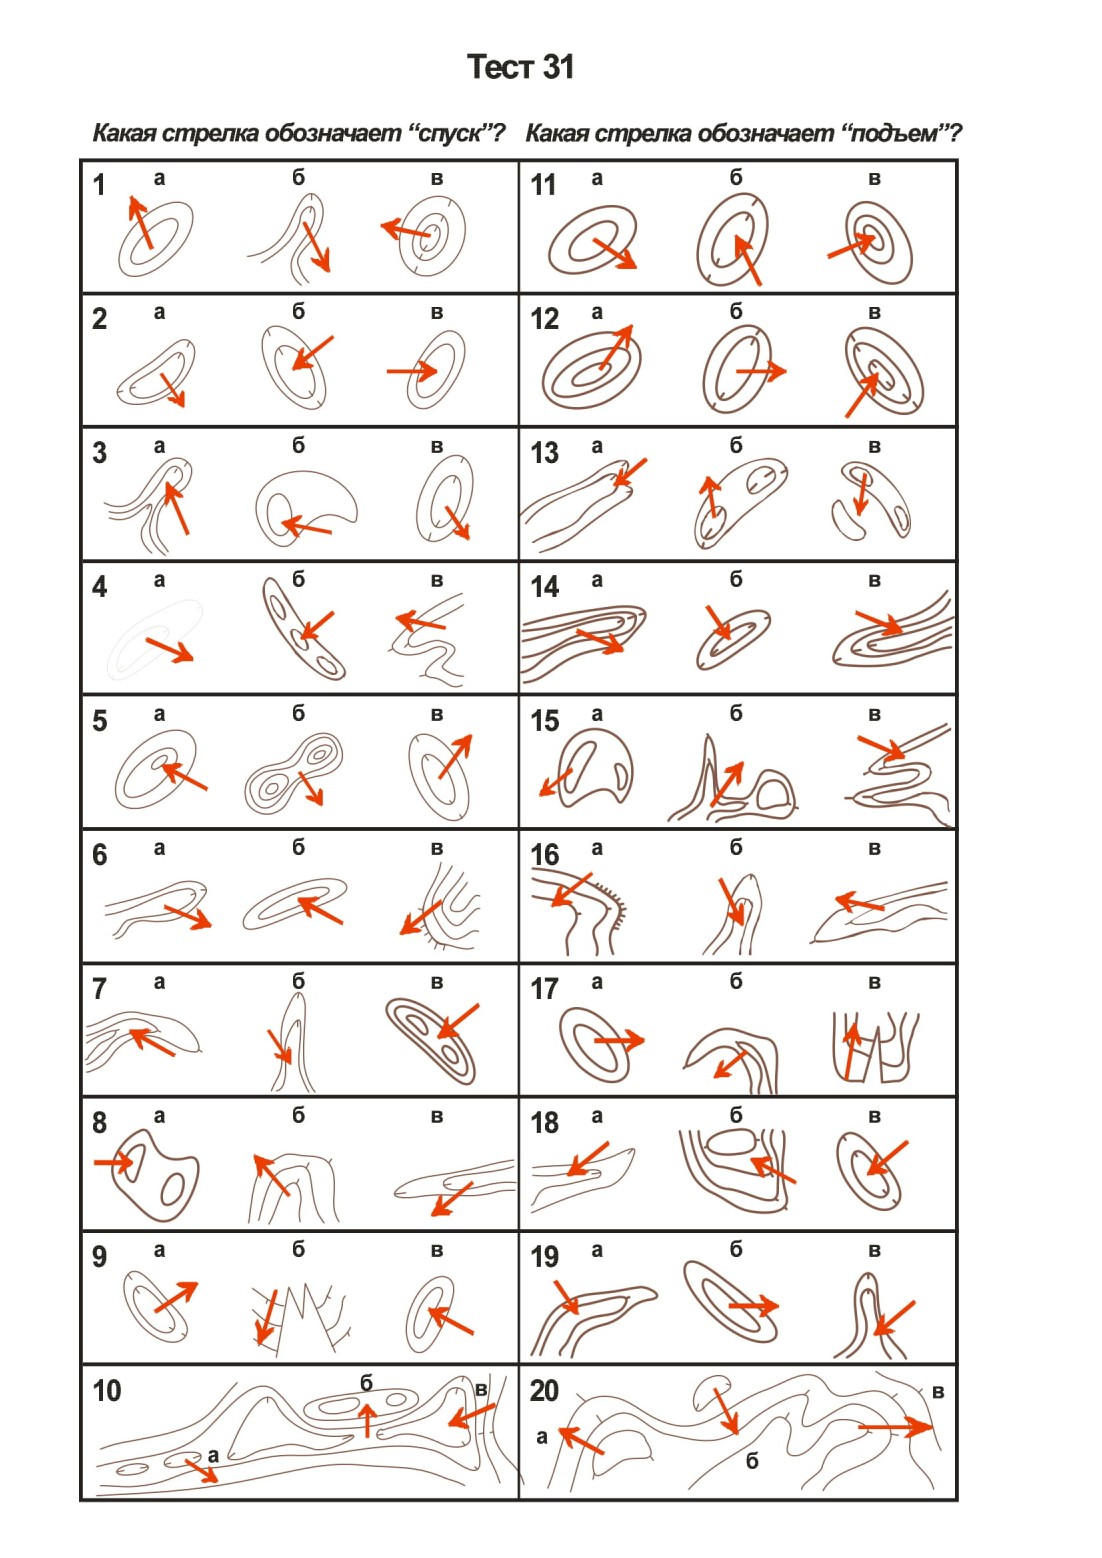 Тест 31
Какая стрелка обозначает “спуск”? Какая стрелка обозначает “подъем”?
1 а б в 11 а б в
2 а б в 12 а б в
3 а б в 13 а б в
4 а б в 14 а б в
5 а б в 15 а б в
6 а б в 16 а б в
7 а б в 17 а б в
8 а б в 18 а б в
9 а б в 19 а б в
10 а б в 20 а б в